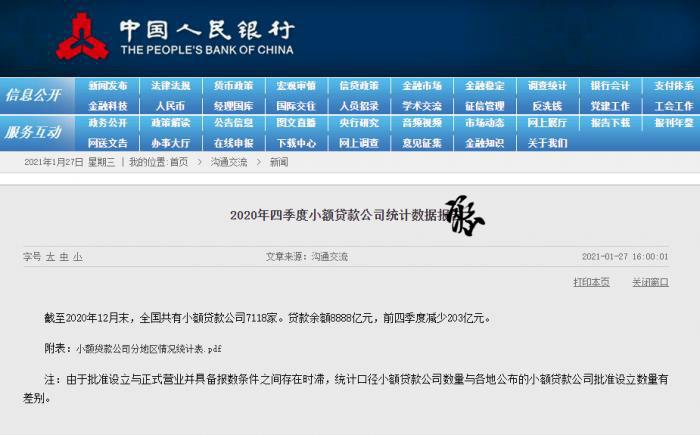 中国人民银行
THE PEOPLE'S BANK OF CHINA
信息公开 新闻发布 法律法规 货币政策 宏观审慎 信贷政策 金融市场 金融稳定 调查统计 银行会计 支付体系
金融科技 人民币 经理国库 国际交往 人员招录 学术交流 征信管理 反洗钱 党建工作 工会工作
服务互动 政务公开 政策解读 公告信息 图文直播 央行研究 音频视频 市场动态 网上展厅 报告下载 报刊年鉴
网送文告 办事大厅 在线申报 下载中心 网上调查 意见征集 金融知识 关于我们
2021年1月27日 星期三 | 我的位置:首页 > 沟通交流 > 新闻
2020年四季度小额贷款公司统计数据报
字号 大 中 小 文章来源：沟通交流 2021-01-27 16:00:01
打印本页 关闭窗口
截至2020年12月末，全国共有小额贷款公司7118家。贷款余额8888亿元，前四季度减少203亿元。
附表：小额贷款公司分地区情况统计表.pdf
注：由于批准设立与正式营业并具备报数条件之间存在时滞，统计口径小额贷款公司数量与各地公布的小额贷款公司批准设立数量有
差别。